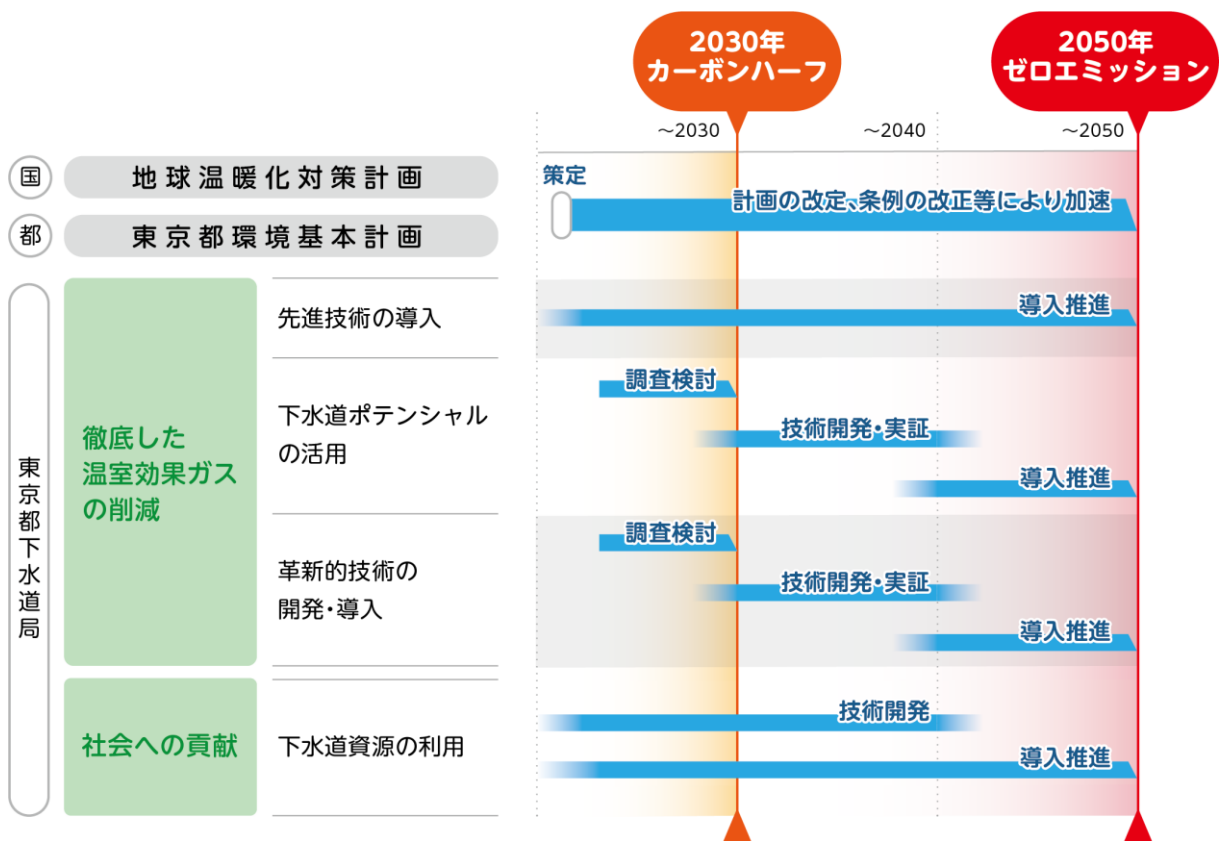 2030年
カーボンハーフ
2050年
ゼロエミッション
～2030
～2040
～2050
国
地球温暖化対策計画
策定
計画の改定、条例の改正等により加速
都
東京都環境基本計画
東京都下水道局
徹底した
温室効果ガス
の削減
先進技術の導入
導入推進
下水道ポテンシャル
の活用
調査検討
技術開発・実証
導入推進
革新的技術の
開発・導入
調査検討
技術開発・実証
導入推進
社会への貢献
下水道資源の利用
技術開発
導入推進